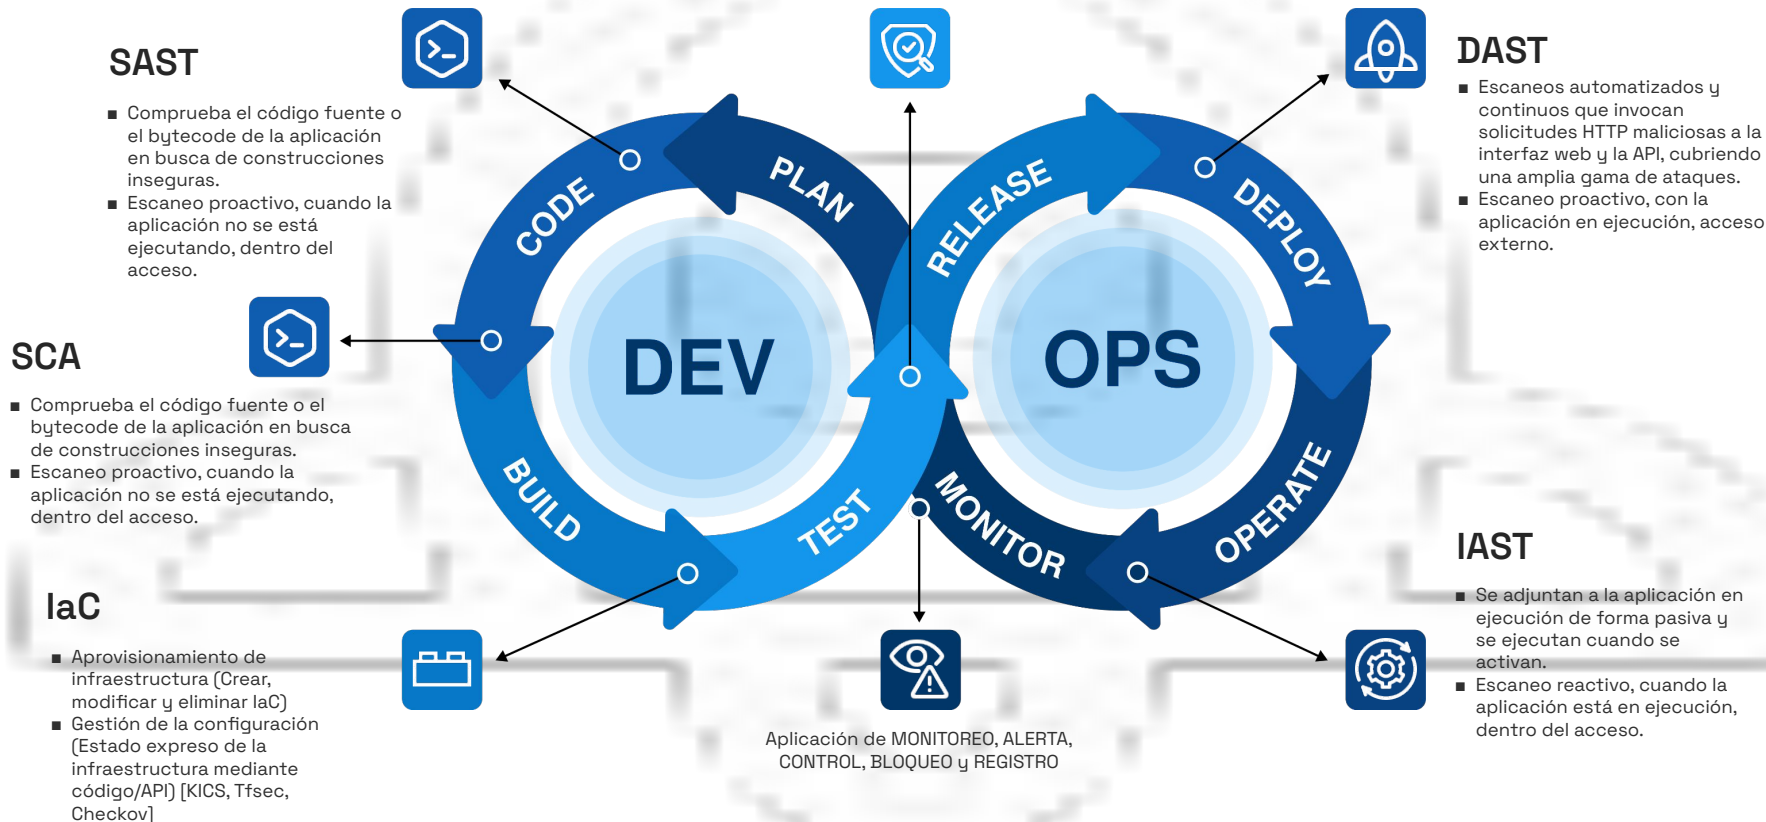 SAST
▪ Comprueba el código fuente o
el bytecode de la aplicación
en busca de construcciones
inseguras.
▪ Escaneo proactivo, cuando la
aplicación no se está
ejecutando, dentro del
acceso.
SCA
▪ Comprueba el código fuente o el
bytecode de la aplicación en busca
de construcciones inseguras.
▪ Escaneo proactivo, cuando la
aplicación no se está ejecutando,
dentro del acceso.
IaC
▪ Aprovisionamiento de
infraestructura (Crear,
modificar y eliminar IaC)
▪ Gestión de la configuración
(Estado expreso de la
infraestructura mediante
código/API) [KICS, Tfsec,
Checkov]
PLAN
CODE
BUILD
TEST
DEV
RELEASE
DEPLOY
OPERATE
MONITOR
OPS
Aplicación de MONITOREO, ALERTA,
CONTROL, BLOQUEO y REGISTRO
DAST
▪ Escaneos automatizados y
continuos que invocan
solicitudes HTTP maliciosas a la
interfaz web y la API, cubriendo
una amplia gama de ataques.
▪ Escaneo proactivo, con la
aplicación en ejecución, acceso
externo.
IAST
▪ Se adjuntan a la aplicación en
ejecución de forma pasiva y
se ejecutan cuando se
activan.
▪ Escaneo reactivo, cuando la
aplicación está en ejecución,
dentro del acceso.